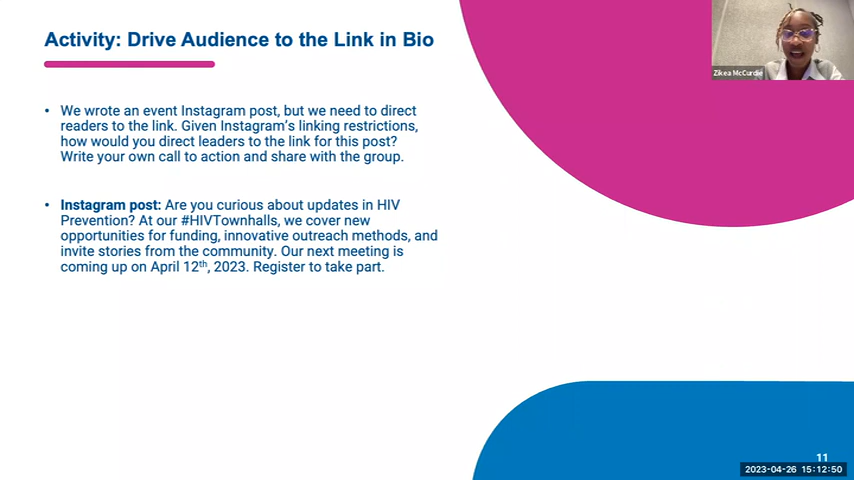 Activity: Drive Audience to the Link in Bio
Zikea McCurdie
• We wrote an event Instagram post, but we need to direct
readers to the link. Given Instagram's linking restrictions,
how would you direct leaders to the link for this post?
Write your own call to action and share with the group.
• Instagram post: Are you curious about updates in HIV
Prevention? At our #HIVTownhalls, we cover new
opportunities for funding, innovative outreach methods, and
invite stories from the community. Our next meeting is
coming up on April 12th, 2023. Register to take part.
11
2023-04-26 15:12:50